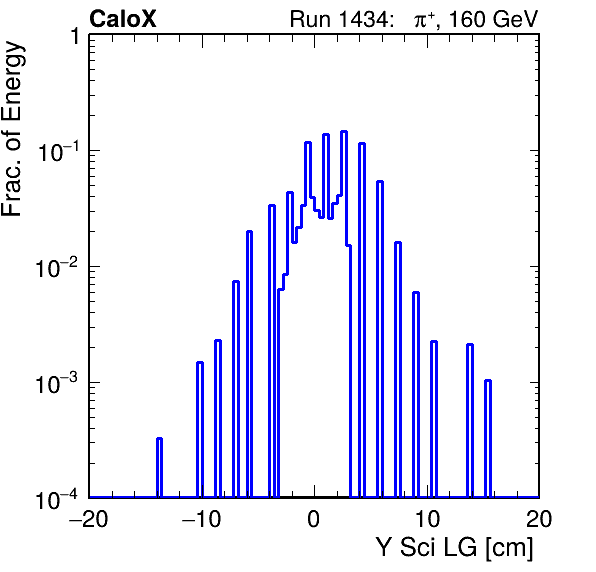 CaloX Run 1434: π⁺, 160 GeV
Frac. of Energy
1
10⁻¹
10⁻²
10⁻³
10⁻⁴
−20 −10 0 10 20
Y Sci LG [cm]